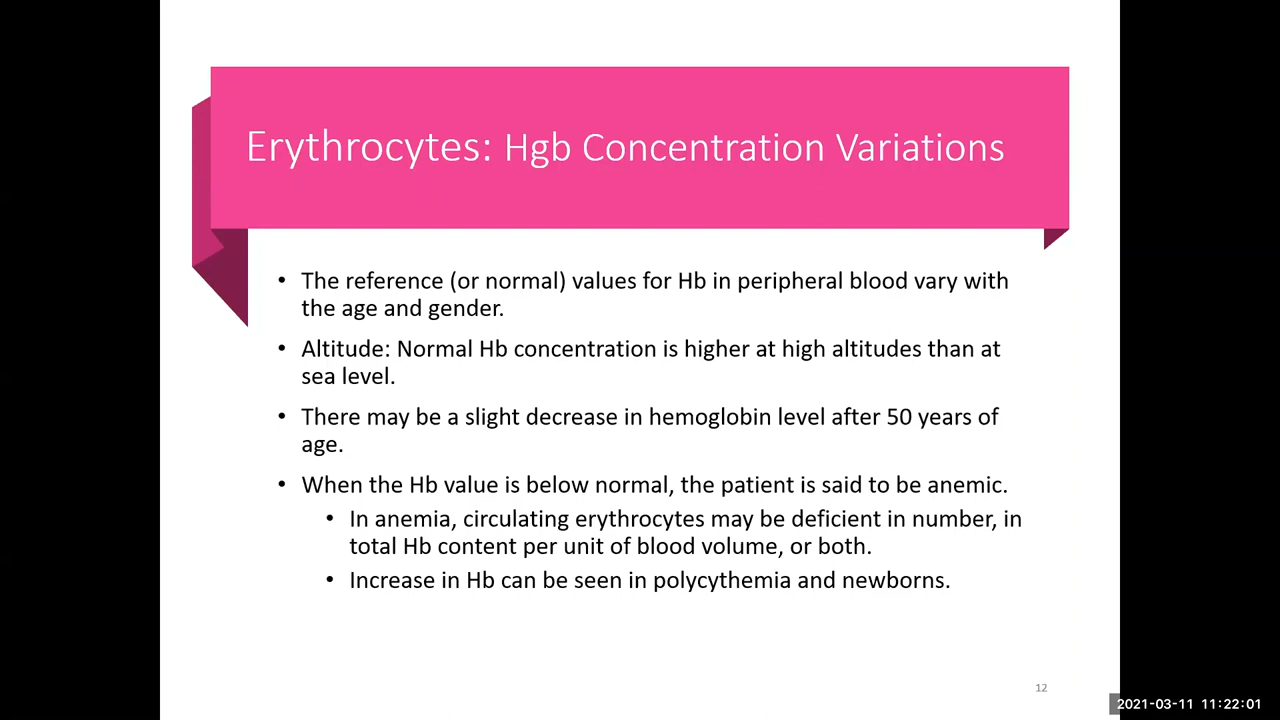 Erythrocytes: Hgb Concentration Variations
• The reference (or normal) values for Hb in peripheral blood vary with
the age and gender.
• Altitude: Normal Hb concentration is higher at high altitudes than at
sea level.
• There may be a slight decrease in hemoglobin level after 50 years of
age.
• When the Hb value is below normal, the patient is said to be anemic.
• In anemia, circulating erythrocytes may be deficient in number, in
total Hb content per unit of blood volume, or both.
• Increase in Hb can be seen in polycythemia and newborns.
12
2021-03-11 11:22:01